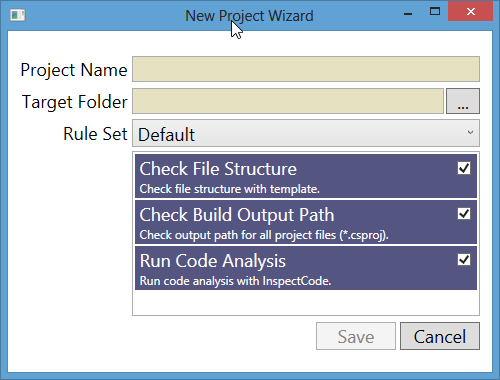 New Project Wizard
Project Name
Target Folder
...
Rule Set
Default
Check File Structure
Check file structure with template.
Check Build Output Path
Check output path for all project files (*.csproj).
Run Code Analysis
Run code analysis with InspectCode.
Save
Cancel